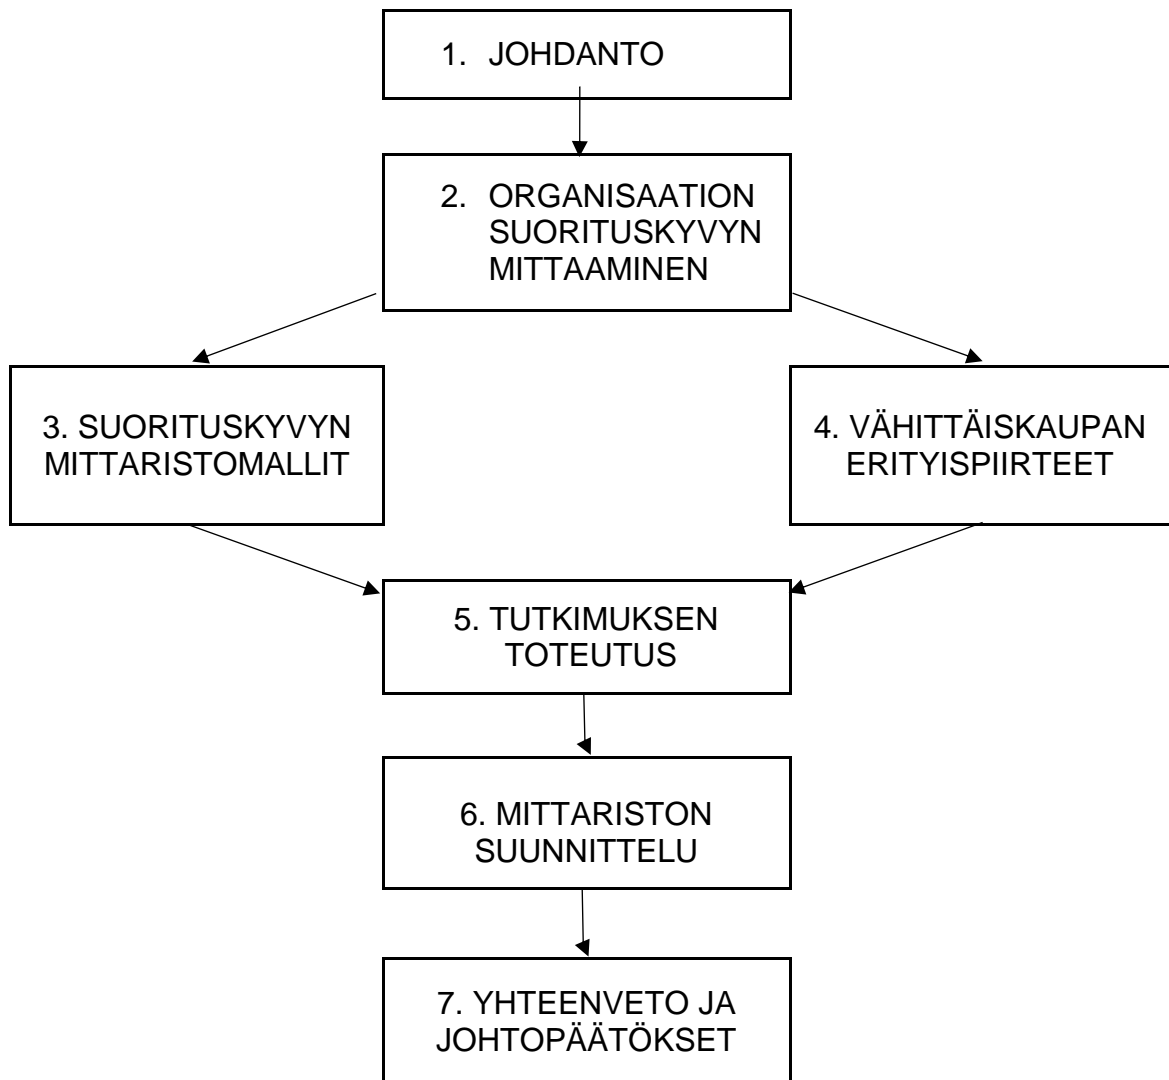 1. JOHDANTO
2. ORGANISAATION
SUORITUSKYVYN
MITTAAMINEN
3. SUORITUSKYVYN
MITTARISTOMALLIT
4. VÄHITTÄISKAUPAN
ERITYISPIIRTEET
5. TUTKIMUKSEN
TOTEUTUS
6. MITTARISTON
SUUNNITTELU
7. YHTEENVETO JA
JOHTOPÄÄTÖKSET